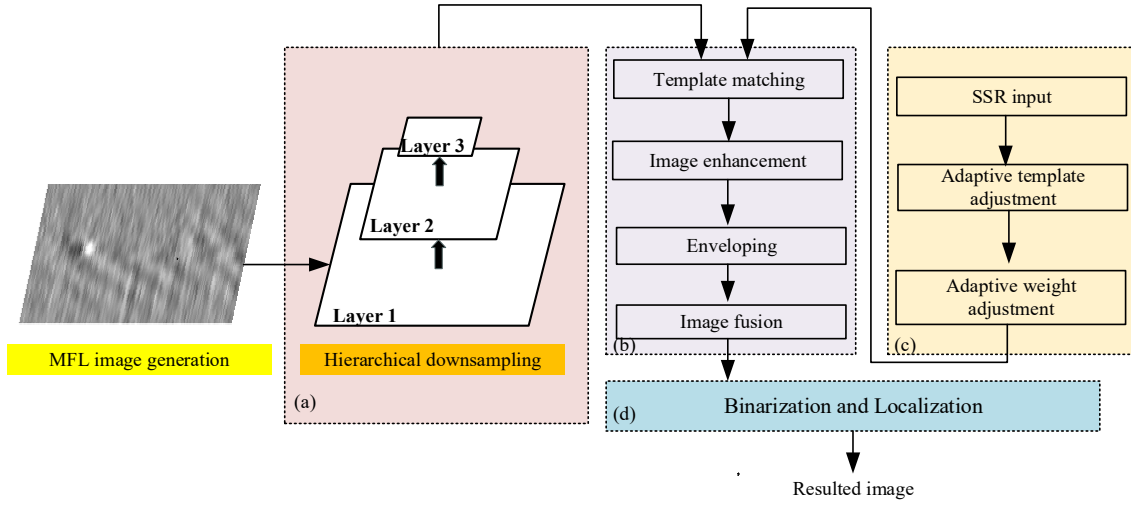 MFL image generation
Layer 3
Layer 2
Layer 1
Hierarchical downsampling
(a)
Template matching
Image enhancement
Enveloping
Image fusion
(b)
SSR input
Adaptive template
adjustment
Adaptive weight
adjustment
(c)
Binarization and Localization
(d)
Resulted image